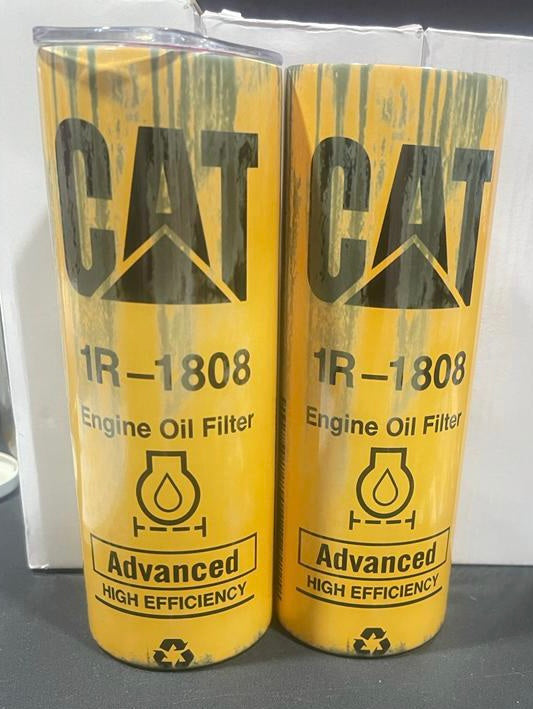 CAT
1R-1808
Engine Oil Filter
Advanced
HIGH EFFICIENCY
CAT
1R-1808
Engine Oil Filter
Advanced
HIGH EFFICIENCY